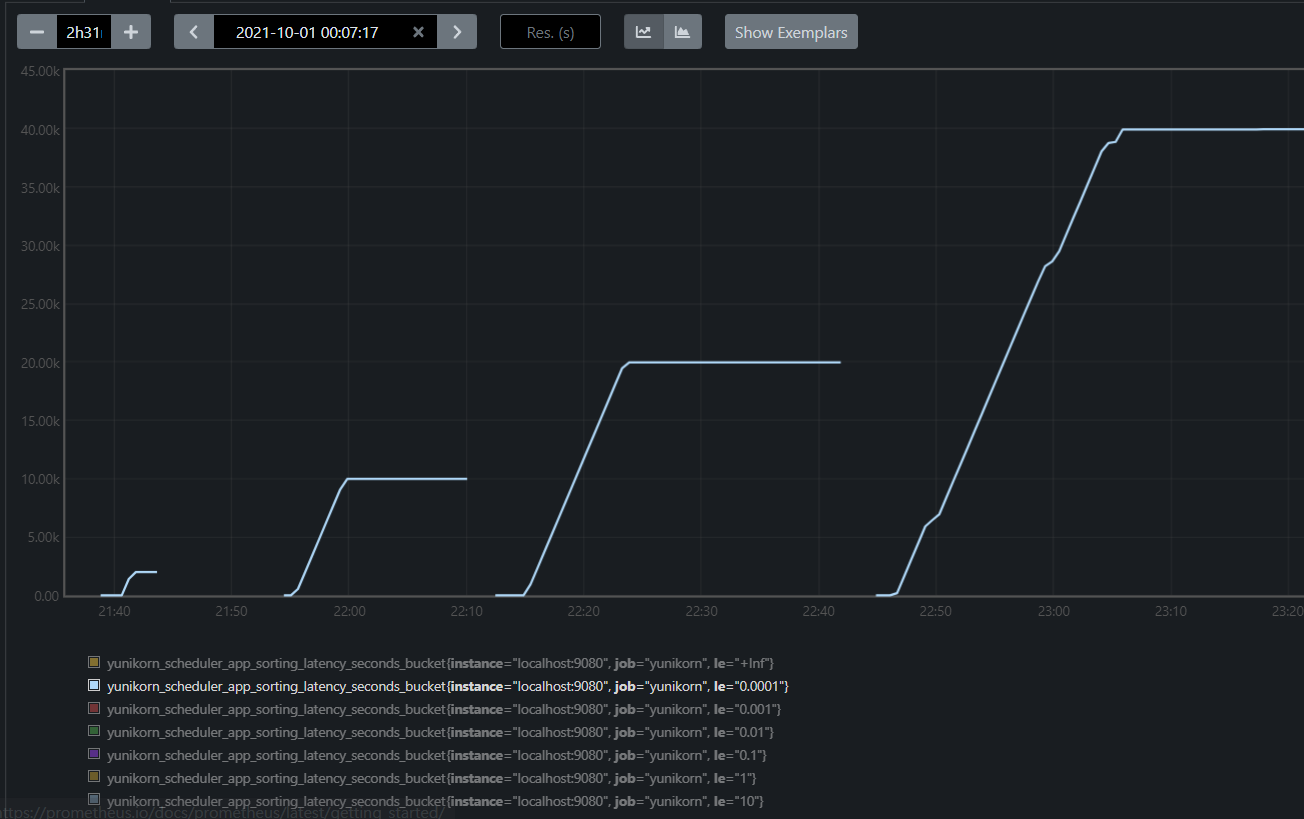 2h31
2021-10-01 00:07:17
Res. (s)
Show Exemplars
45.00k
40.00k
35.00k
30.00k
25.00k
20.00k
15.00k
10.00k
5.00k
0.00
21:40 21:50 22:00 22:10 22:20 22:30 22:40 22:50 23:00 23:10 23:20
yunikorn_scheduler_app_sorting_latency_seconds_bucket{instance="localhost:9080", job="yunikorn", le="+Inf"}
yunikorn_scheduler_app_sorting_latency_seconds_bucket{instance="localhost:9080", job="yunikorn", le="0.0001"}
yunikorn_scheduler_app_sorting_latency_seconds_bucket{instance="localhost:9080", job="yunikorn", le="0.001"}
yunikorn_scheduler_app_sorting_latency_seconds_bucket{instance="localhost:9080", job="yunikorn", le="0.01"}
yunikorn_scheduler_app_sorting_latency_seconds_bucket{instance="localhost:9080", job="yunikorn", le="0.1"}
yunikorn_scheduler_app_sorting_latency_seconds_bucket{instance="localhost:9080", job="yunikorn", le="1"}
yunikorn_scheduler_app_sorting_latency_seconds_bucket{instance="localhost:9080", job="yunikorn", le="10"}
ttps://prometheus.io/docs/prometheus/latest/getting_started/